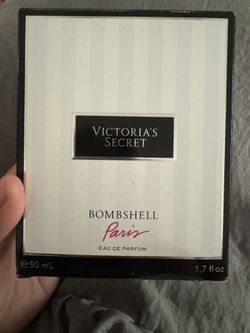 VICTORIA'S
SECRET
BOMBSHELL
Paris
EAU DE PARFUM
℮50 mL 1.7 fl oz